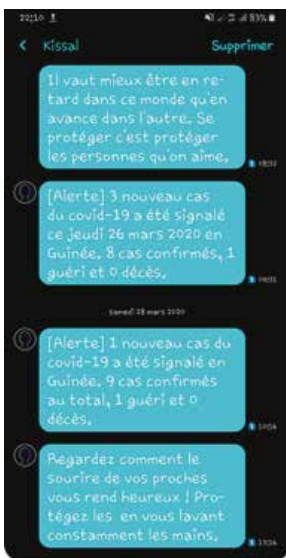 22:10
83%
Kissal Supprimer
Il vaut mieux être en re-
tard dans ce monde qu'en
avance dans l'autre. Se
protéger c'est protéger
les personnes qu'on aime.
[Alerte] 3 nouveau cas
du covid-19 a été signalé
ce jeudi 26 mars 2020 en
Guinée. 8 cas confirmés, 1
guéri et 0 décès.
Samedi 28 mars 2020
[Alerte] 1 nouveau cas du
covid-19 a été signalé en
Guinée. 9 cas confirmés
au total, 1 guéri et 0
décès.
Regardez comment le
sourire de vos proches
vous rend heureux ! Pro-
tégez les en vous lavant
constamment les mains.